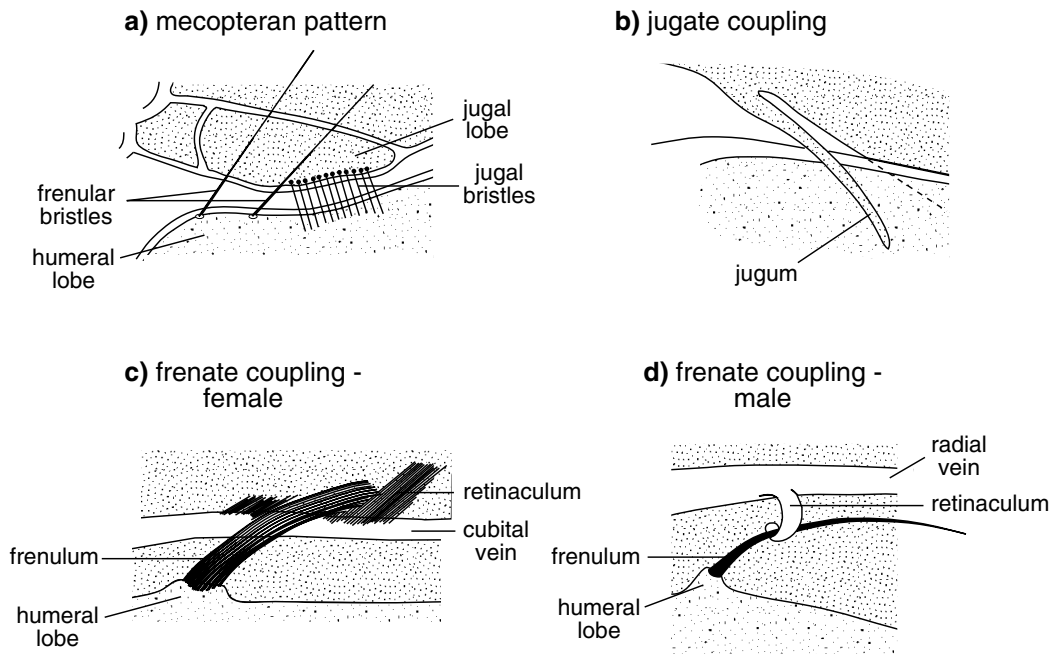 a) mecopteran pattern
jugal
lobe
jugal
bristles
frenular
bristles
humeral
lobe
b) jugate coupling
jugum
c) frenate coupling -
female
retinaculum
cubital
vein
frenulum
humeral
lobe
d) frenate coupling -
male
radial
vein
retinaculum
frenulum
humeral
lobe